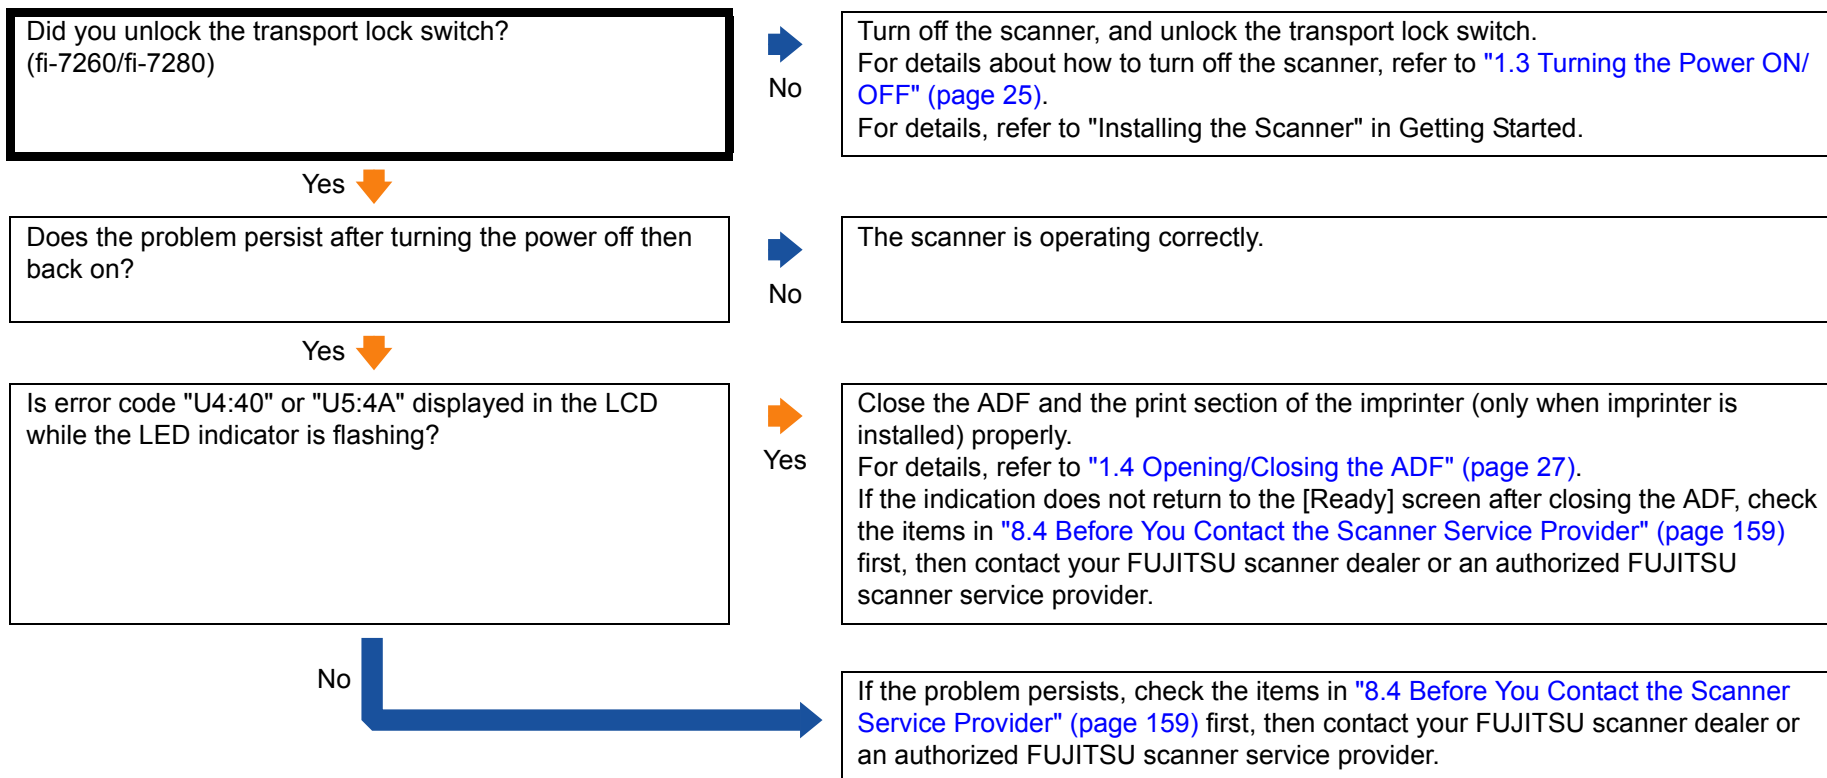 Did you unlock the transport lock switch?
(fi-7260/fi-7280)
No
Turn off the scanner, and unlock the transport lock switch.
For details about how to turn off the scanner, refer to "1.3 Turning the Power ON/
OFF" (page 25).
For details, refer to "Installing the Scanner" in Getting Started.
Yes
Does the problem persist after turning the power off then
back on?
No
The scanner is operating correctly.
Yes
Is error code "U4:40" or "U5:4A" displayed in the LCD
while the LED indicator is flashing?
Yes
Close the ADF and the print section of the imprinter (only when imprinter is
installed) properly.
For details, refer to "1.4 Opening/Closing the ADF" (page 27).
If the indication does not return to the [Ready] screen after closing the ADF, check
the items in "8.4 Before You Contact the Scanner Service Provider" (page 159)
first, then contact your FUJITSU scanner dealer or an authorized FUJITSU
scanner service provider.
No
If the problem persists, check the items in "8.4 Before You Contact the Scanner
Service Provider" (page 159) first, then contact your FUJITSU scanner dealer or
an authorized FUJITSU scanner service provider.